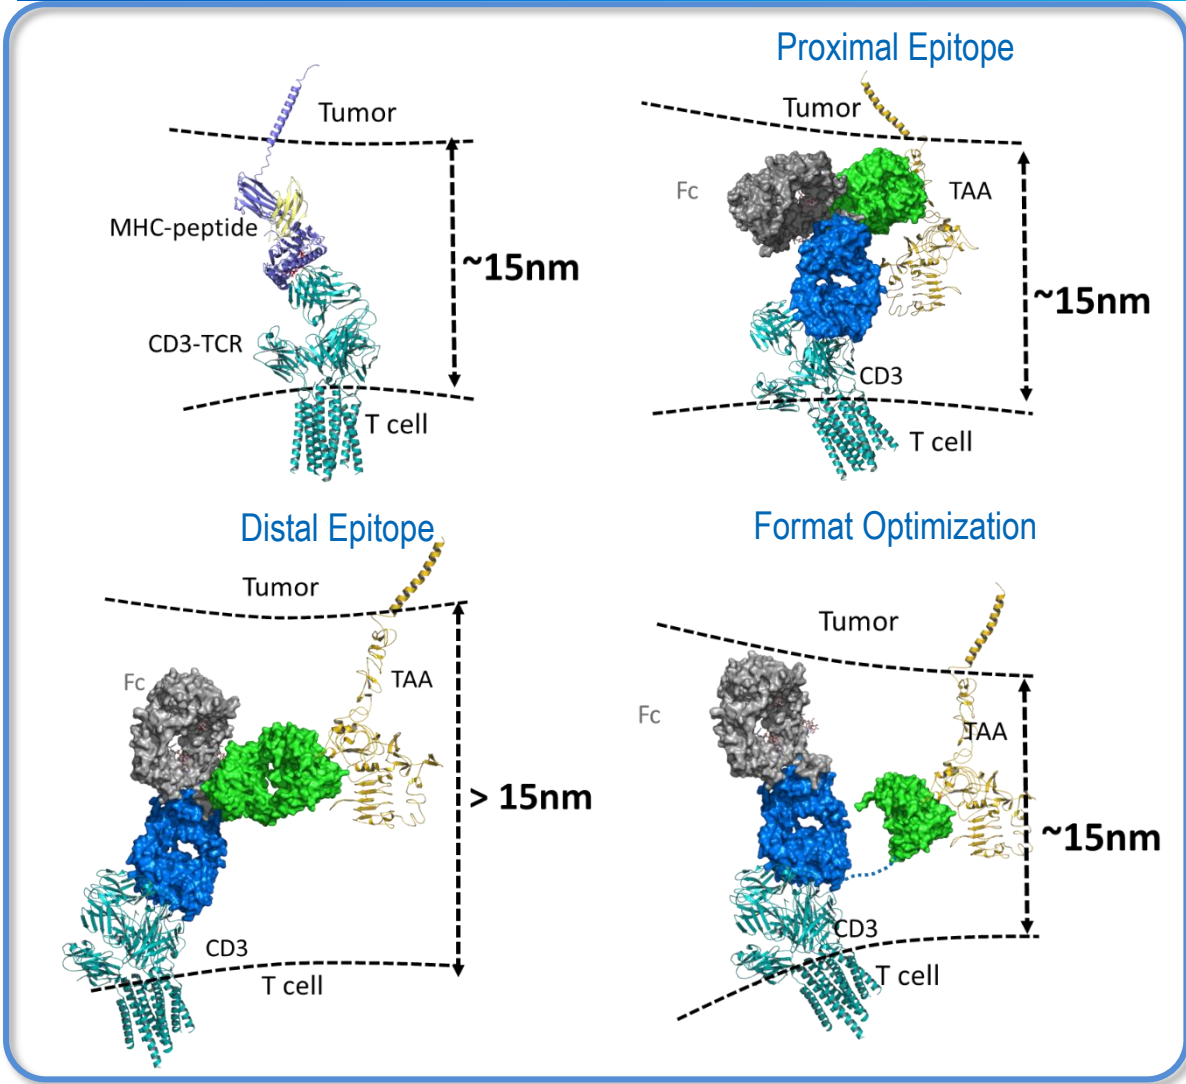 Proximal Epitope
Tumor
MHC-peptide
~15nm
CD3-TCR
T cell
Tumor
Fc
TAA
~15nm
CD3
T cell
Distal Epitope
Tumor
Fc
TAA
> 15nm
CD3
T cell
Format Optimization
Tumor
Fc
TAA
~15nm
CD3
T cell